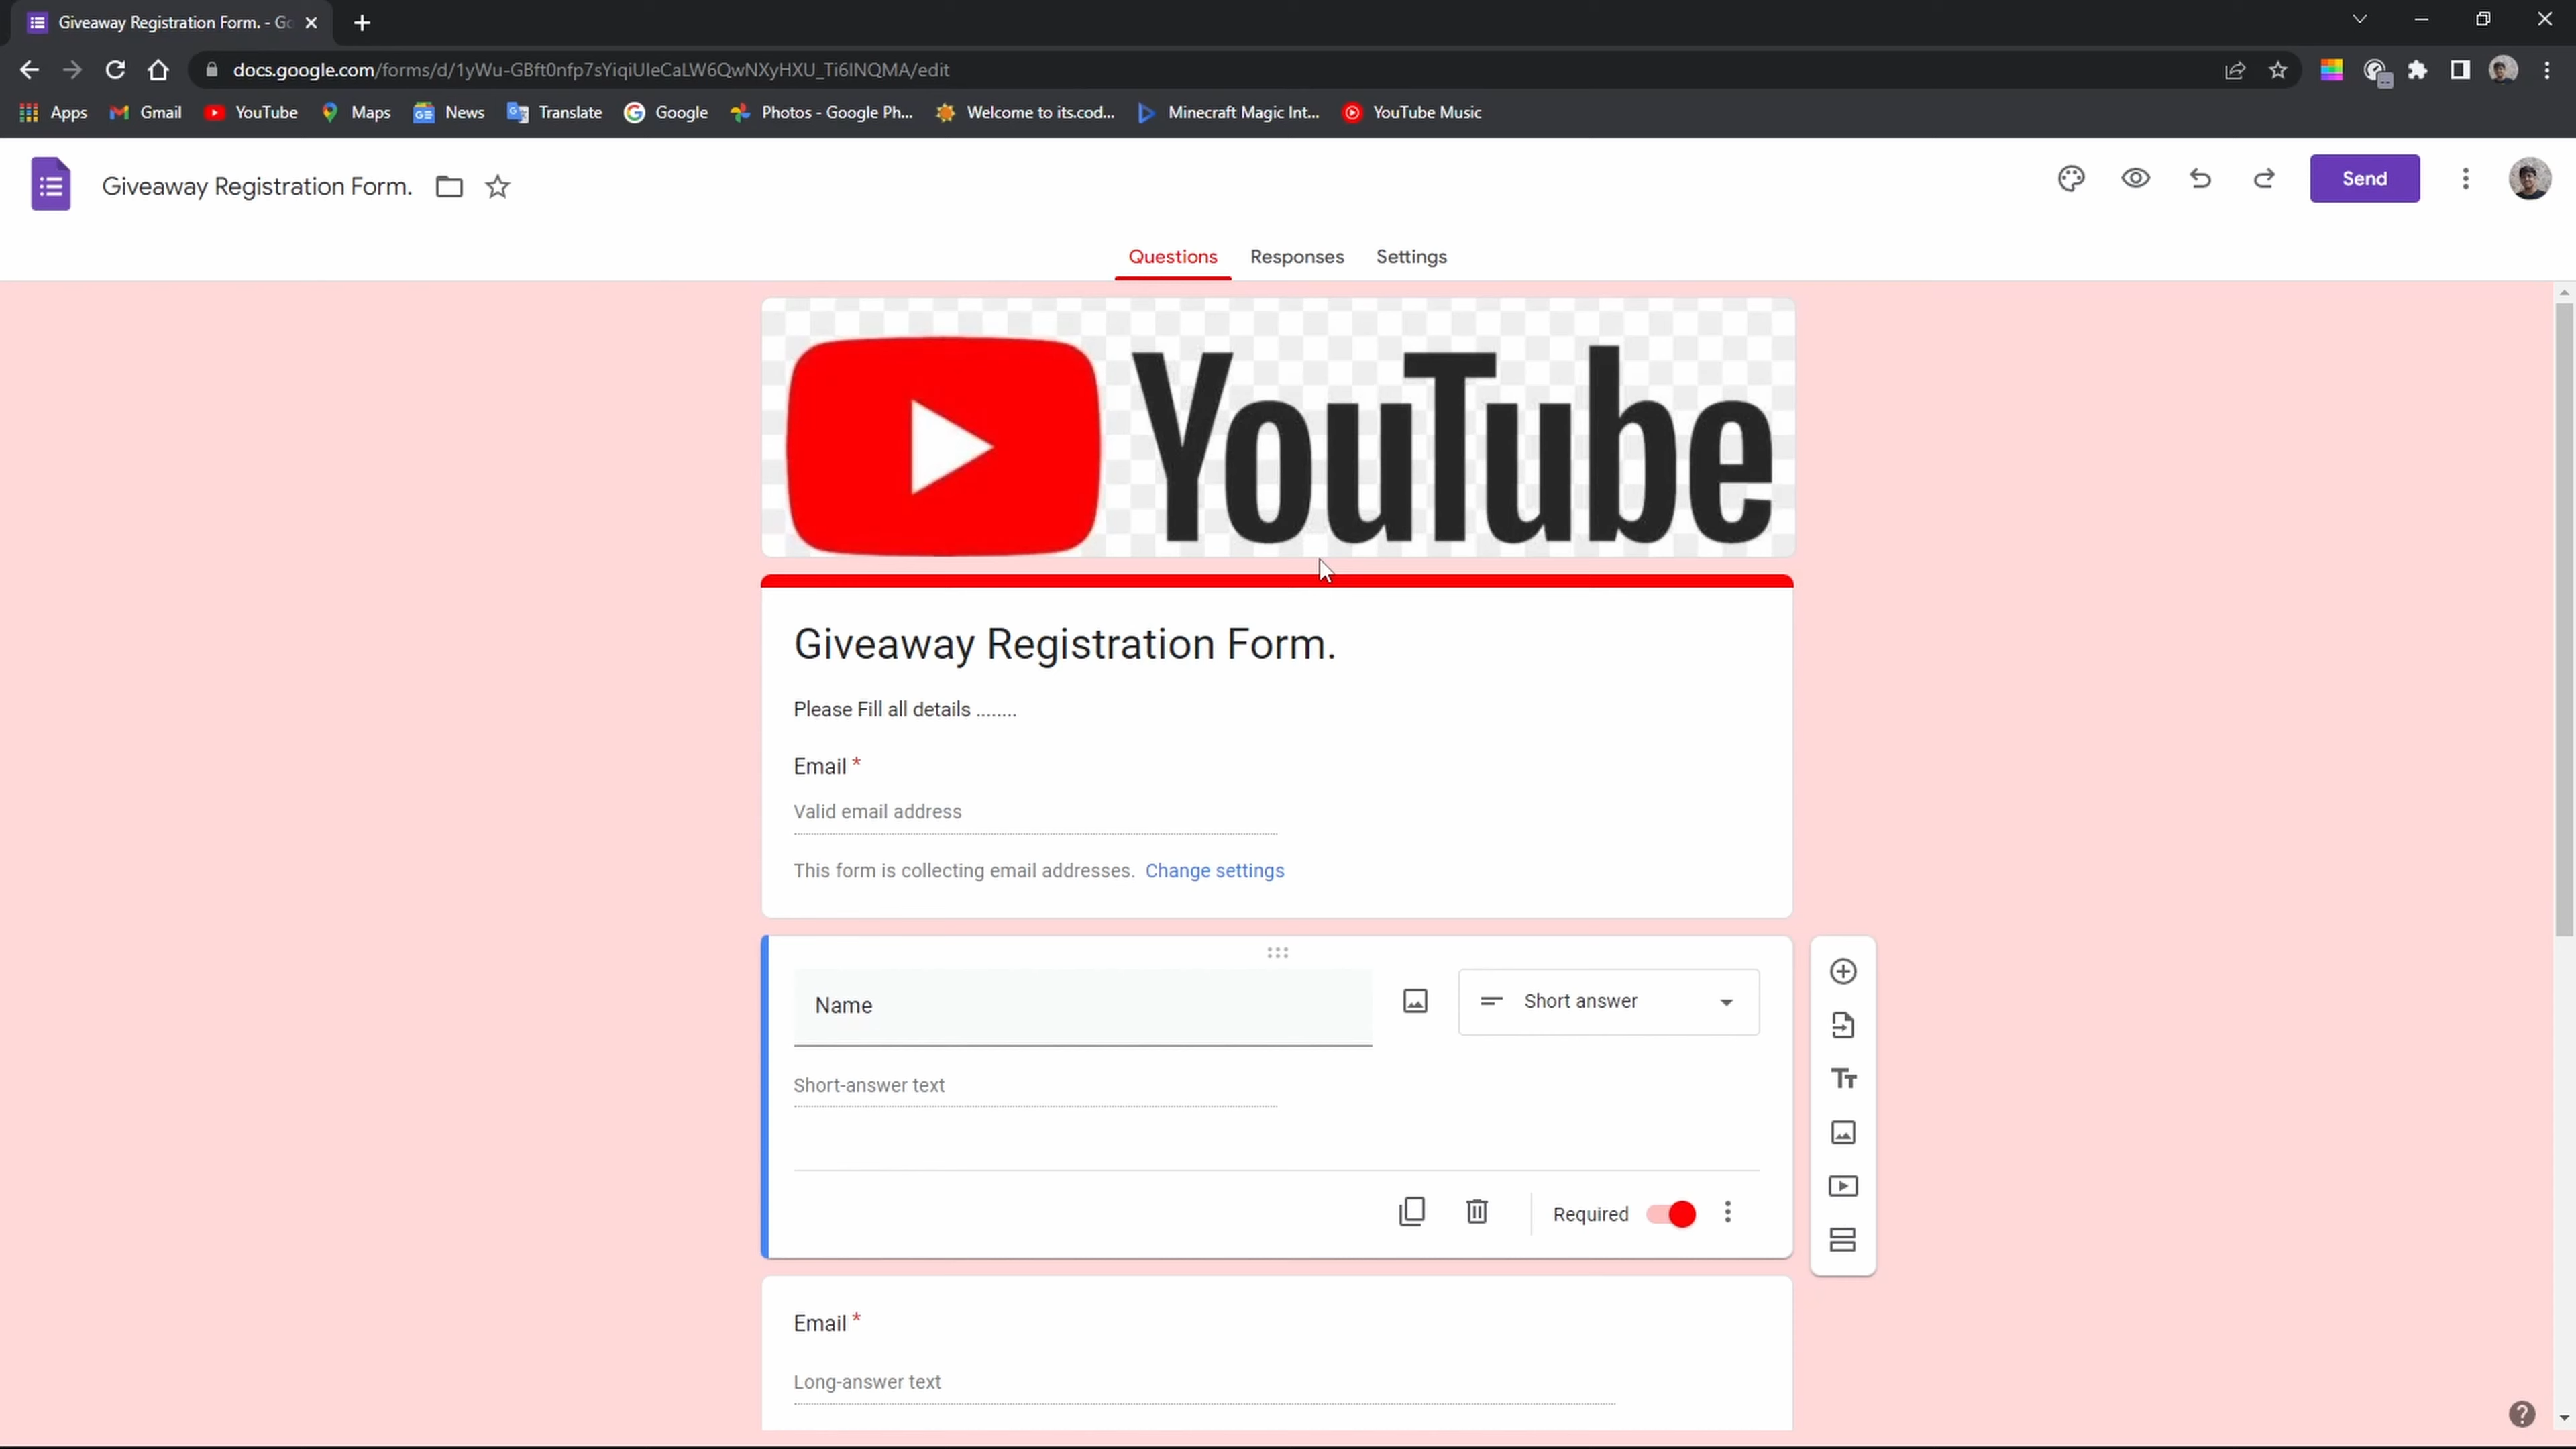 Giveaway Registration Form. - Go
docs.google.com/forms/d/1yWu-GBft0nfp7sYiqiUIeCaLW6QwNXyHXU_Ti6INQMA/edit
Apps Gmail YouTube Maps News Translate Google Photos - Google Ph... Welcome to its.cod... Minecraft Magic Int... YouTube Music
Giveaway Registration Form.
Send
Questions Responses Settings
YouTube
Giveaway Registration Form.
Please Fill all details ........
Email *
Valid email address
This form is collecting email addresses. Change settings
Name
Short answer
Short-answer text
Required
Email *
Long-answer text